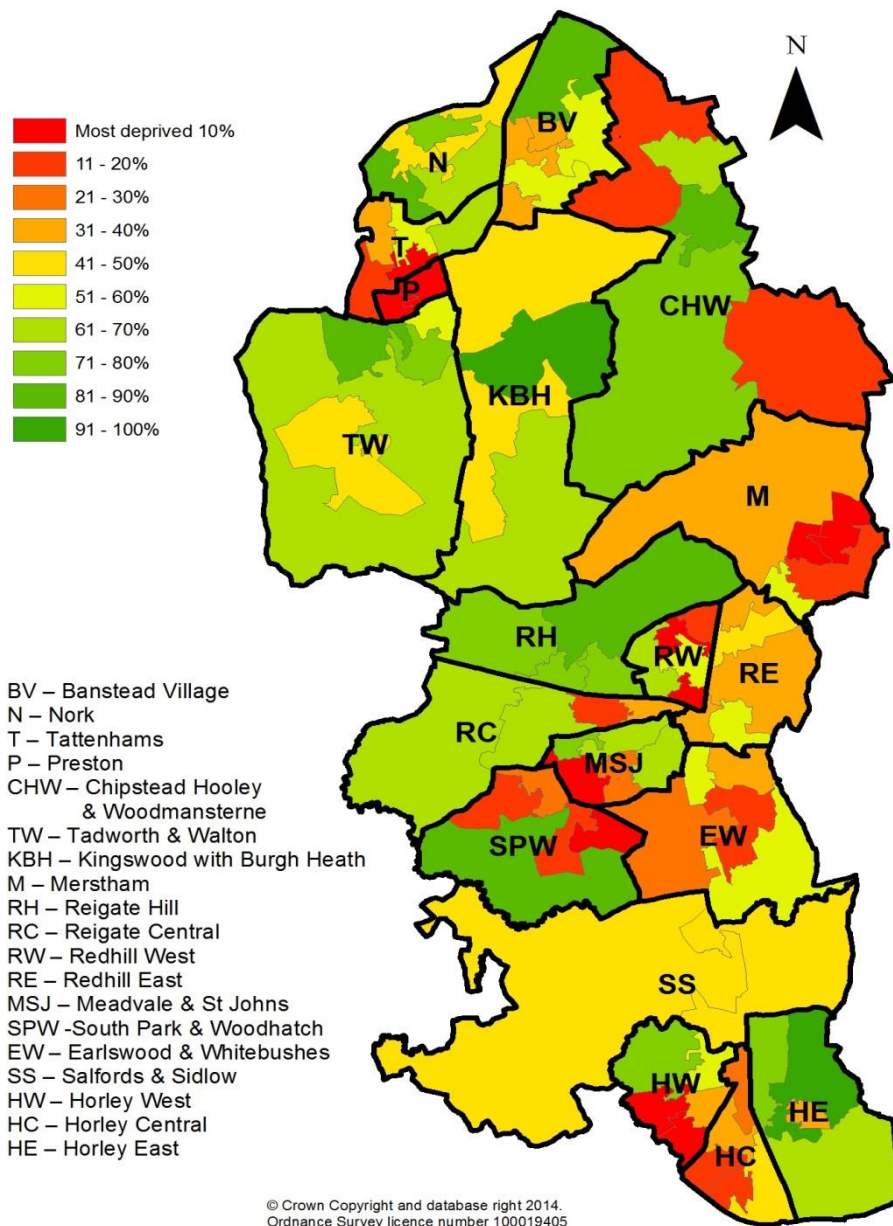 N
Most deprived 10%
11 - 20%
21 - 30%
31 - 40%
41 - 50%
51 - 60%
61 - 70%
71 - 80%
81 - 90%
91 - 100%
BV
N
T
P
CHW
KBH
TW
M
RH
RW
RE
RC
MSJ
SPW
EW
SS
HW
HE
HC
BV – Banstead Village
N – Nork
T – Tattenhams
P – Preston
CHW – Chipstead Hooley
& Woodmansterne
TW – Tadworth & Walton
KBH – Kingswood with Burgh Heath
M – Merstham
RH – Reigate Hill
RC – Reigate Central
RW – Redhill West
RE – Redhill East
MSJ – Meadvale & St Johns
SPW -South Park & Woodhatch
EW – Earlswood & Whitebushes
SS – Salfords & Sidlow
HW – Horley West
HC – Horley Central
HE – Horley East
© Crown Copyright and database right 2014.
Ordnance Survey licence number 100019405